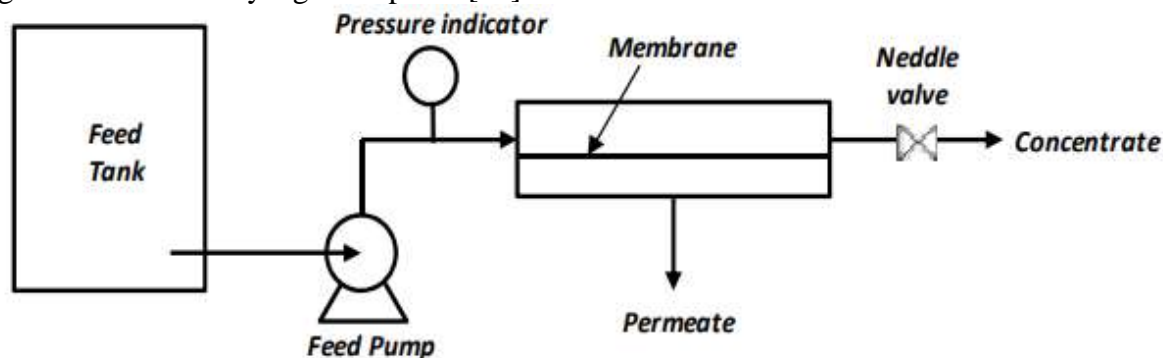 Pressure indicator
Membrane
Neddle
valve
Feed
Tank
Concentrate
Permeate
Feed Pump